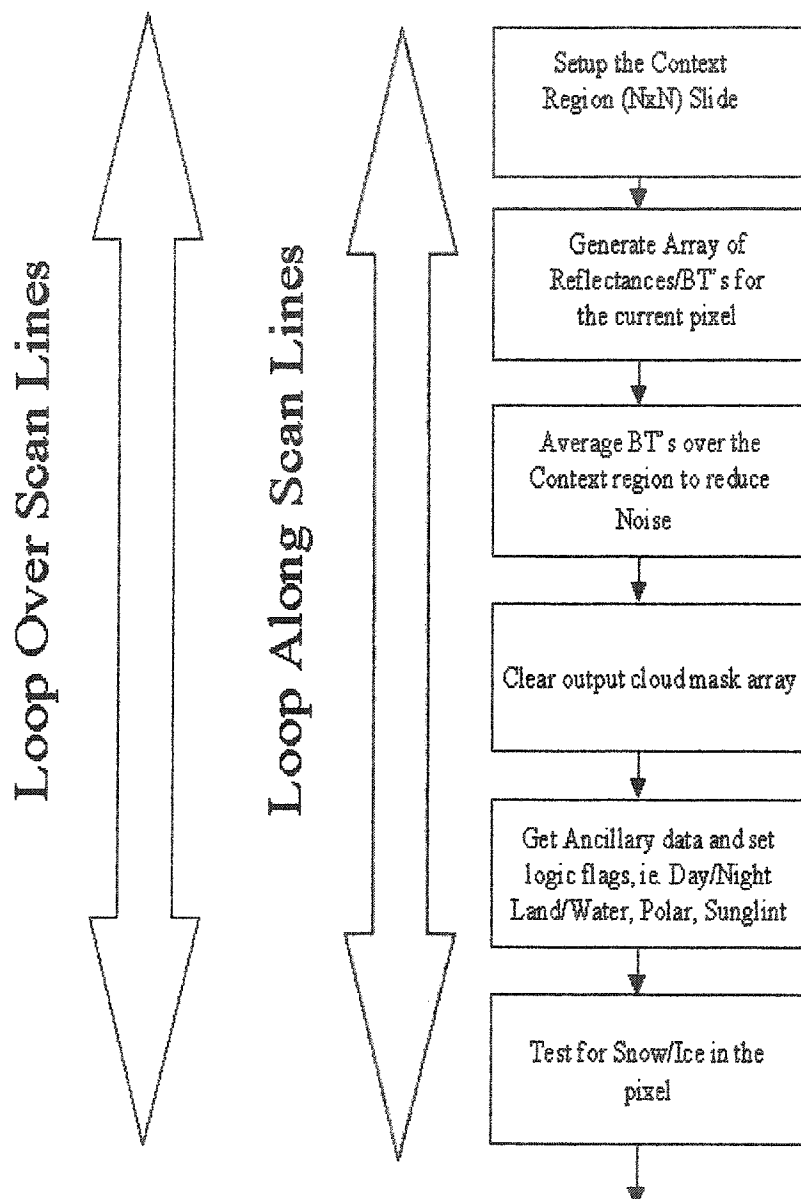 Loop Over Scan Lines
Loop Along Scan Lines
Setup the Context
Region (NxN) Slide
Generate Array of
Reflectances/BT's for
the current pixel
Average BT's over the
Context region to reduce
Noise
Clear output cloud mask array
Get Ancillary data and set
logic flags, ie. Day/Night
Land/Water, Polar, Sunglint
Test for Snow/Ice in the
pixel